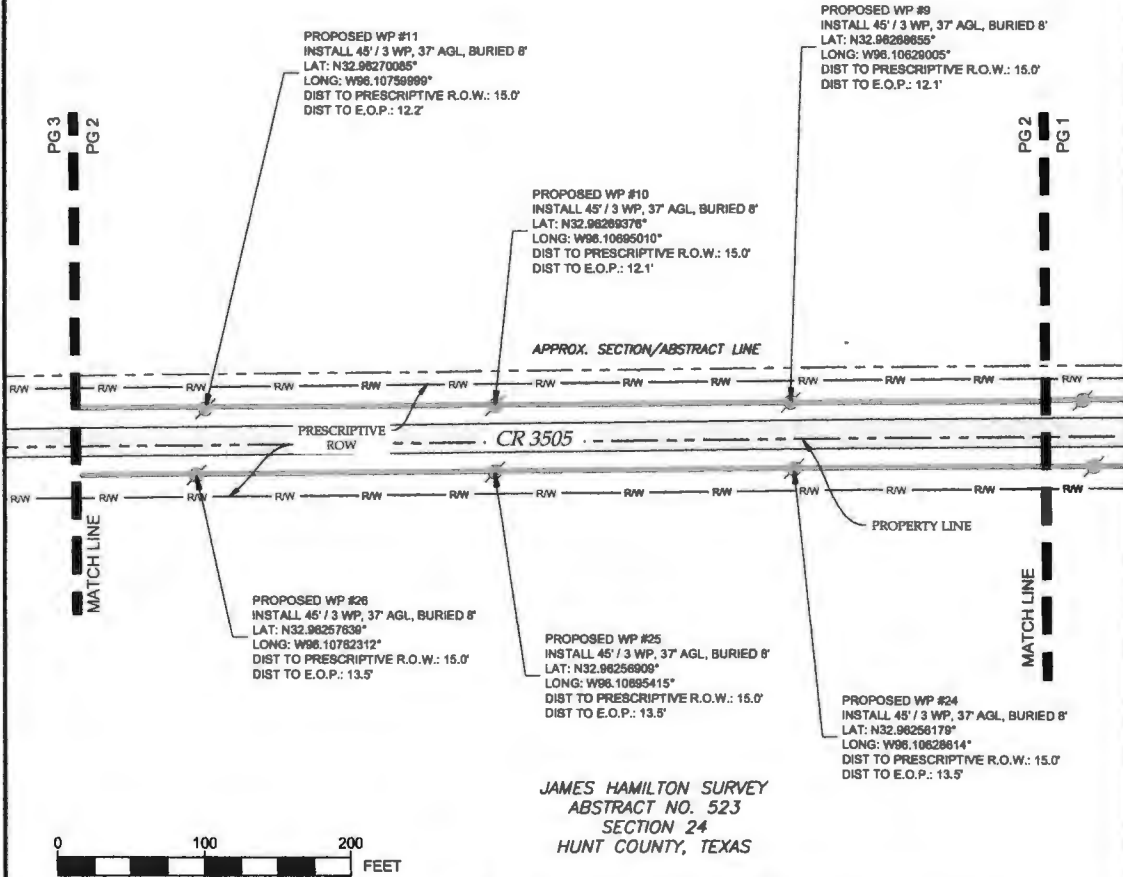 PROPOSED WP #11
INSTALL 45' / 3 WP, 37' AGL, BURIED 8'
LAT: N32.96270085°
LONG: W96.10759999°
DIST TO PRESCRIPTIVE R.O.W.: 15.0'
DIST TO E.O.P.: 12.2'
PROPOSED WP #9
INSTALL 45' / 3 WP, 37' AGL, BURIED 8'
LAT: N32.96268655°
LONG: W96.10629005°
DIST TO PRESCRIPTIVE R.O.W.: 15.0'
DIST TO E.O.P.: 12.1'
PG 3
PG 2
PG 2
PG 1
PROPOSED WP #10
INSTALL 45' / 3 WP, 37' AGL, BURIED 8'
LAT: N32.96269376°
LONG: W96.10695010°
DIST TO PRESCRIPTIVE R.O.W.: 15.0'
DIST TO E.O.P.: 12.1'
APPROX. SECTION/ABSTRACT LINE
R/W R/W R/W R/W R/W R/W R/W R/W R/W R/W R/W R/W R/W
PRESCRIPTIVE
ROW
CR 3505
R/W R/W R/W R/W R/W R/W R/W R/W R/W R/W R/W R/W R/W
PROPERTY LINE
MATCH LINE
MATCH LINE
PROPOSED WP #26
INSTALL 45' / 3 WP, 37' AGL, BURIED 8'
LAT: N32.96257639°
LONG: W96.10762312°
DIST TO PRESCRIPTIVE R.O.W.: 15.0'
DIST TO E.O.P.: 13.5'
PROPOSED WP #25
INSTALL 45' / 3 WP, 37' AGL, BURIED 8'
LAT: N32.96256909°
LONG: W96.10695415°
DIST TO PRESCRIPTIVE R.O.W.: 15.0'
DIST TO E.O.P.: 13.5'
PROPOSED WP #24
INSTALL 45' / 3 WP, 37' AGL, BURIED 8'
LAT: N32.96256179°
LONG: W96.10628614°
DIST TO PRESCRIPTIVE R.O.W.: 15.0'
DIST TO E.O.P.: 13.5'
JAMES HAMILTON SURVEY
ABSTRACT NO. 523
SECTION 24
HUNT COUNTY, TEXAS
0 100 200
FEET